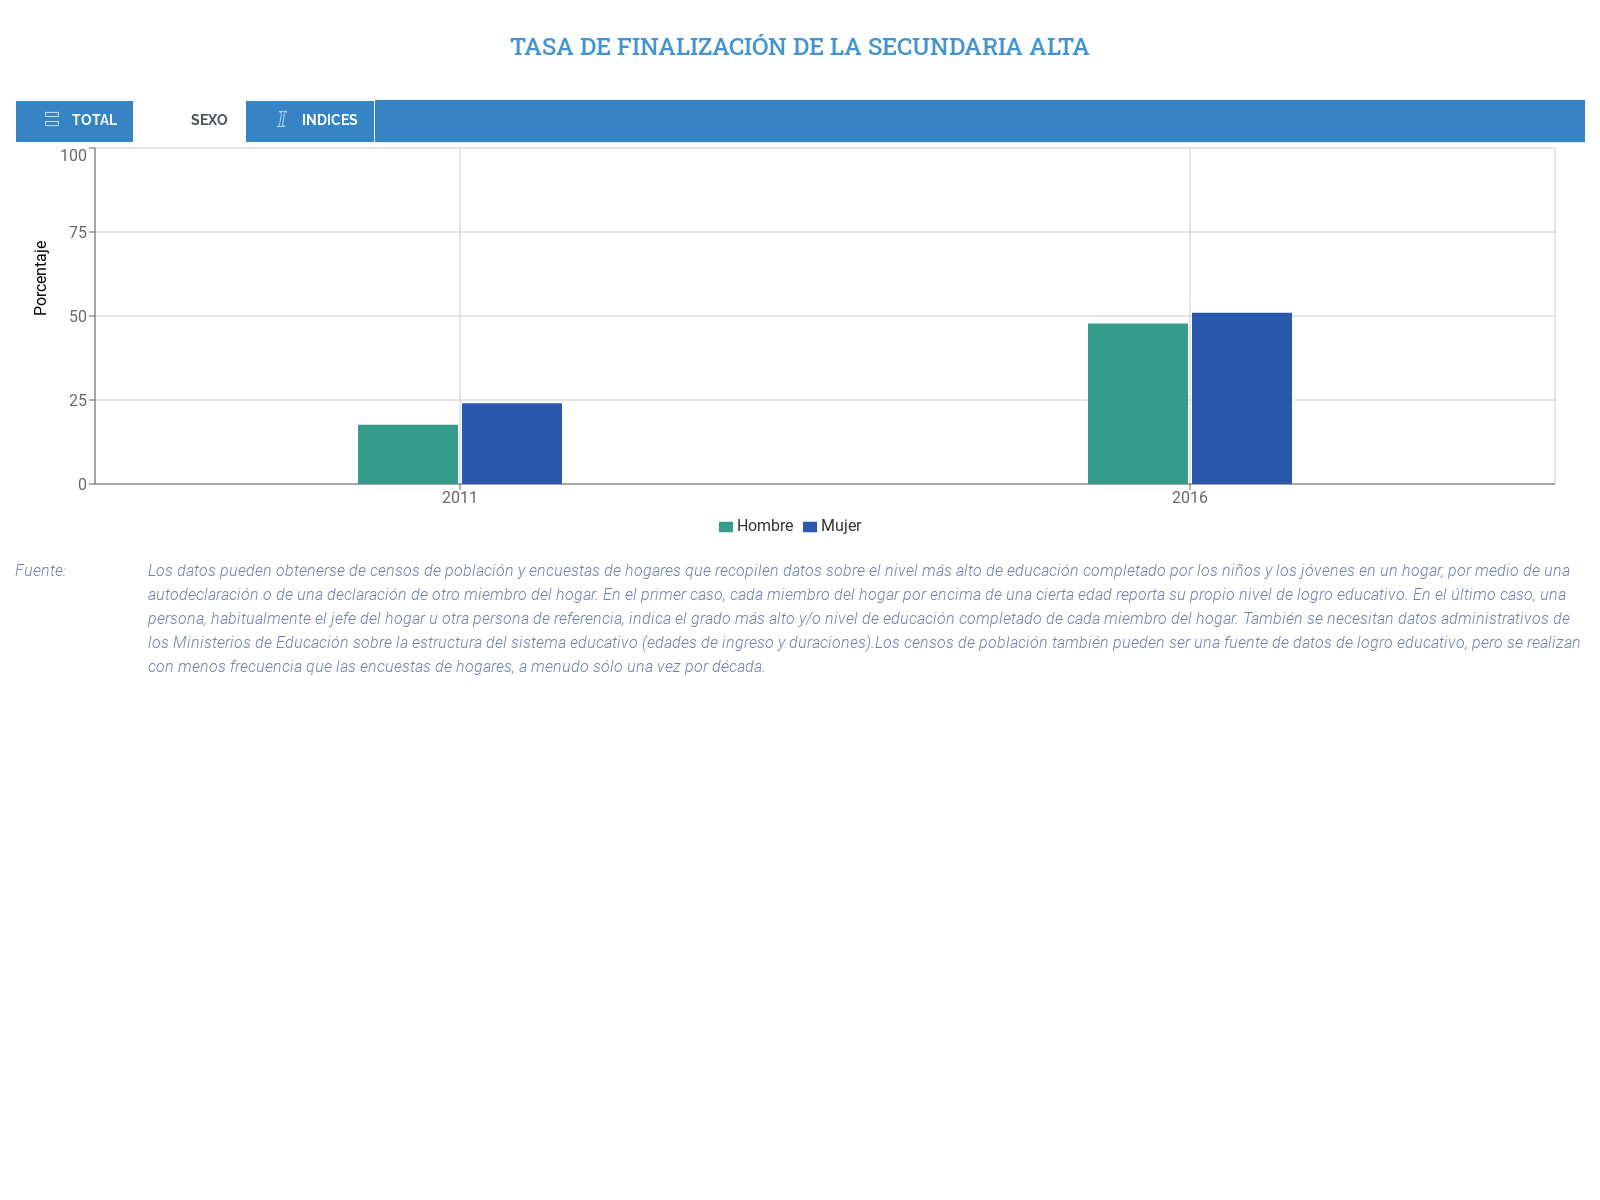 TASA DE FINALIZACIÓN DE LA SECUNDARIA ALTA
TOTAL SEXO INDICES
100
75
50
25
0
Porcentaje
2011 2016
Hombre Mujer
Fuente: Los datos pueden obtenerse de censos de población y encuestas de hogares que recopilen datos sobre el nivel más alto de educación completado por los niños y los jóvenes en un hogar, por medio de una
autodeclaración o de una declaración de otro miembro del hogar. En el primer caso, cada miembro del hogar por encima de una cierta edad reporta su propio nivel de logro educativo. En el último caso, una
persona, habitualmente el jefe del hogar u otra persona de referencia, indica el grado más alto y/o nivel de educación completado de cada miembro del hogar. También se necesitan datos administrativos de
los Ministerios de Educación sobre la estructura del sistema educativo (edades de ingreso y duraciones).Los censos de población también pueden ser una fuente de datos de logro educativo, pero se realizan
con menos frecuencia que las encuestas de hogares, a menudo sólo una vez por década.